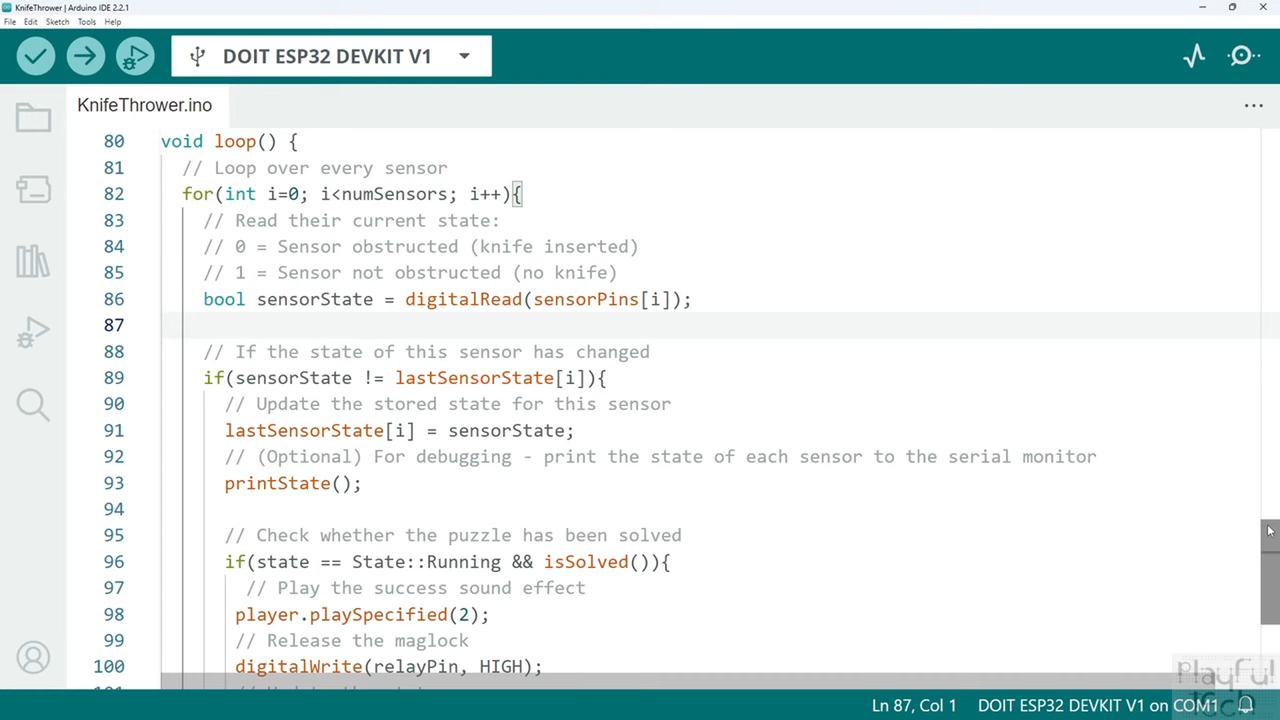 KnifeThrower | Arduino IDE 2.2.1
File Edit Sketch Tools Help
DOIT ESP32 DEVKIT V1
KnifeThrower.ino
80 void loop() {
81 // Loop over every sensor
82 for(int i=0; i<numSensors; i++){
83 // Read their current state:
84 // 0 = Sensor obstructed (knife inserted)
85 // 1 = Sensor not obstructed (no knife)
86 bool sensorState = digitalRead(sensorPins[i]);
87
88 // If the state of this sensor has changed
89 if(sensorState != lastSensorState[i]){
90 // Update the stored state for this sensor
91 lastSensorState[i] = sensorState;
92 // (Optional) For debugging - print the state of each sensor to the serial monitor
93 printState();
94
95 // Check whether the puzzle has been solved
96 if(state == State::Running && isSolved()){
97 // Play the success sound effect
98 player.playSpecified(2);
99 // Release the maglock
100 digitalWrite(relayPin, HIGH);
Playful
Tech
Ln 87, Col 1 DOIT ESP32 DEVKIT V1 on COM1